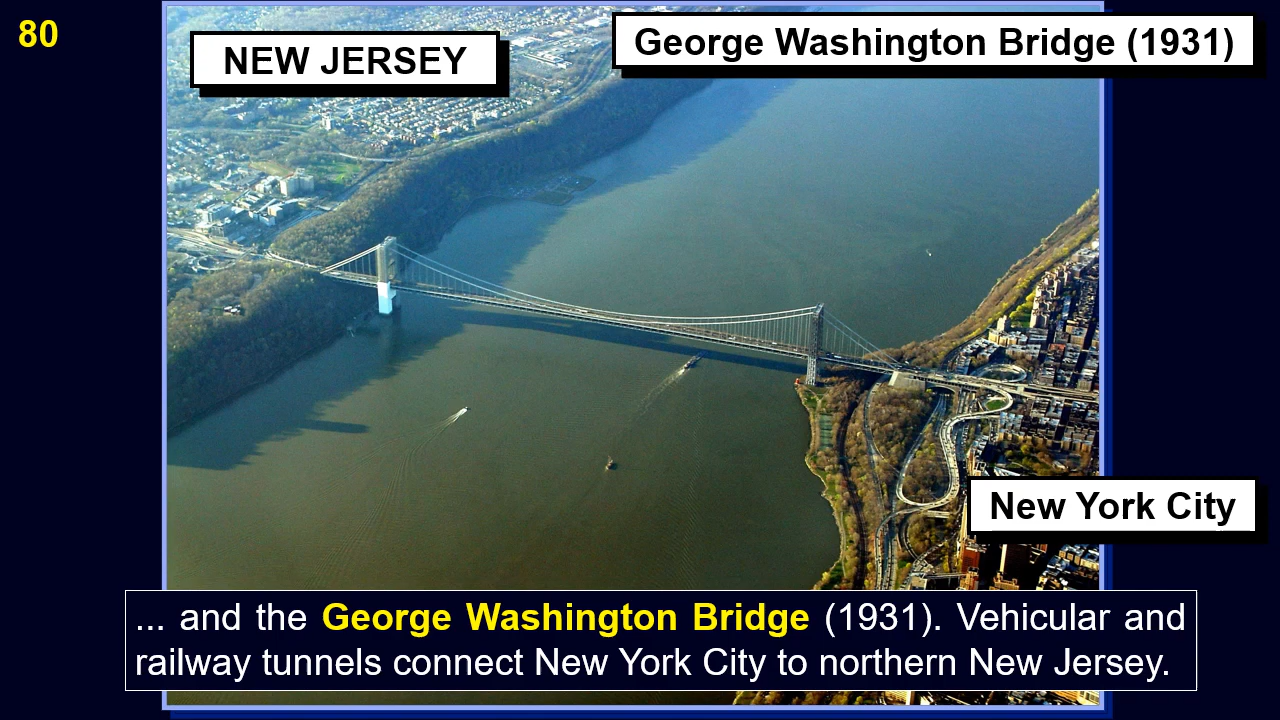 80
NEW JERSEY
George Washington Bridge (1931)
New York City
... and the George Washington Bridge (1931). Vehicular and
railway tunnels connect New York City to northern New Jersey.